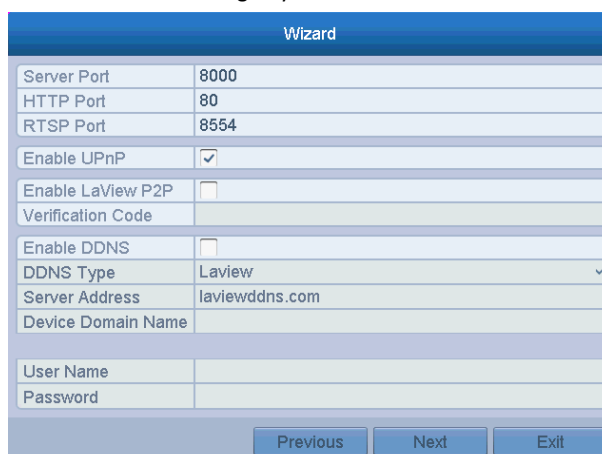 Wizard
Server Port 8000
HTTP Port 80
RTSP Port 8554
Enable UPnP
Enable LaView P2P
Verification Code
Enable DDNS
DDNS Type Laview
Server Address laviewddns.com
Device Domain Name
User Name
Password
Previous Next Exit